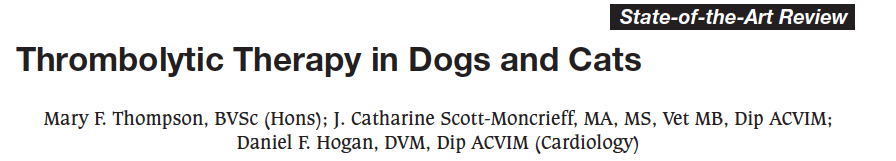 State-of-the-Art Review
Thrombolytic Therapy in Dogs and Cats
Mary F. Thompson, BVSc (Hons); J. Catharine Scott-Moncrieff, MA, MS, Vet MB, Dip ACVIM;
Daniel F. Hogan, DVM, Dip ACVIM (Cardiology)